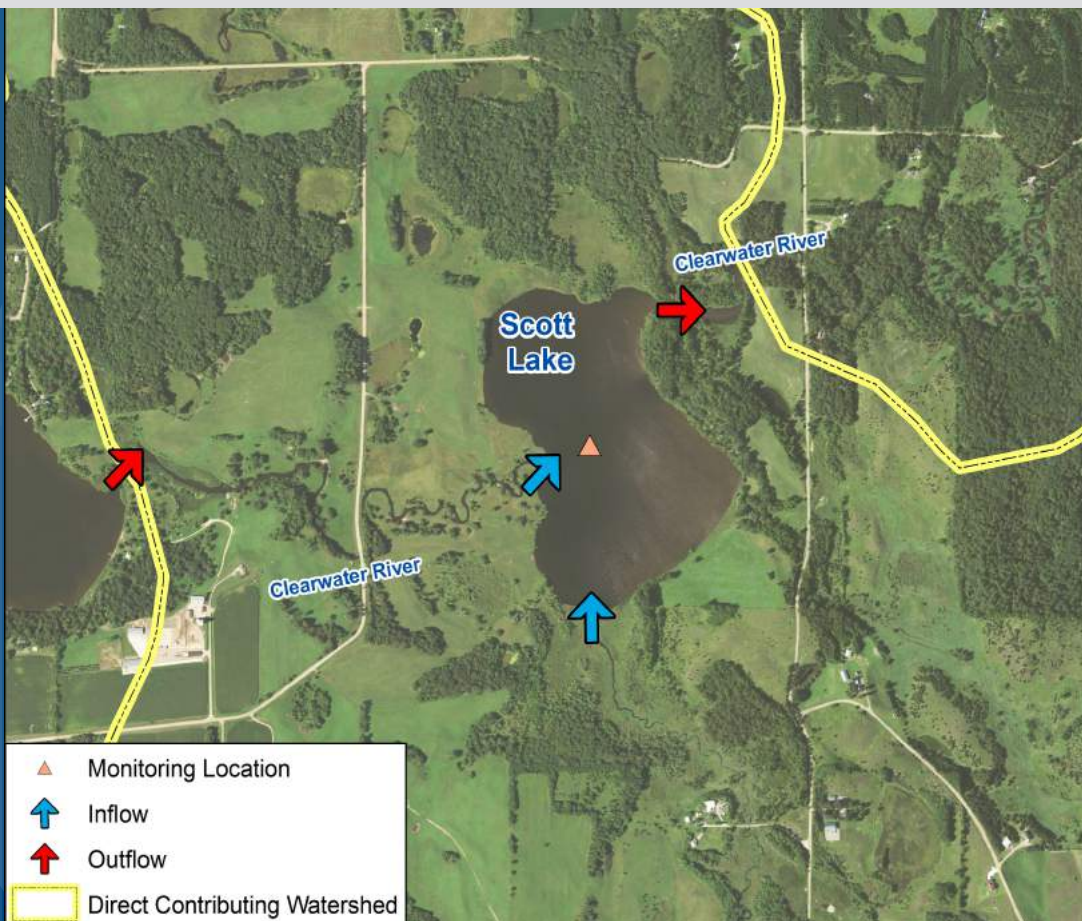 Clearwater River
Scott
Lake
Clearwater River
Monitoring Location
Inflow
Outflow
Direct Contributing Watershed